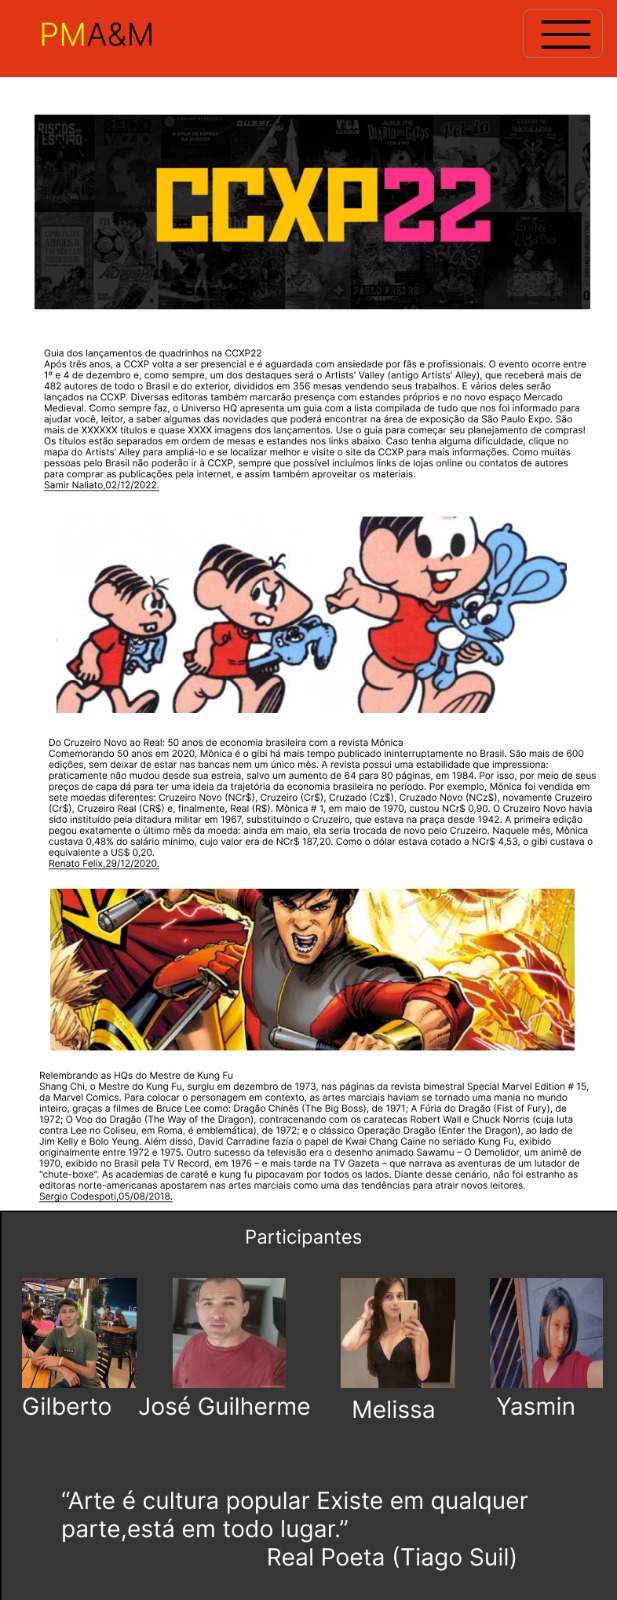 PMA&M
CCXP22
PAULO FREIRE
Guia dos lançamentos de quadrinhos na CCXP22
Após três anos, a CCXP volta a ser presencial e é aguardada com ansiedade por fãs e profissionais. O evento ocorre entre
1º e 4 de dezembro e, como sempre, um dos destaques será o Artists' Valley (antigo Artists' Alley), que receberá mais de
482 autores de todo o Brasil e do exterior, divididos em 356 mesas vendendo seus trabalhos. E vários deles serão
lançados na CCXP. Diversas editoras também marcarão presença com estandes próprios e no novo espaço Mercado
Medieval. Como sempre faz, o Universo HQ apresenta um guia com a lista compilada de tudo que nos foi informado para
ajudar você, leitor, a saber algumas das novidades que poderá encontrar na área de exposição da São Paulo Expo. São
mais de XXXXXX títulos e quase XXXX imagens dos lançamentos. Use o guia para começar seu planejamento de compras!
Os títulos estão separados em ordem de mesas e estandes nos links abaixo. Caso tenha alguma dificuldade, clique no
mapa do Artists' Alley para ampliá-lo e se localizar melhor e visite o site da CCXP para mais informações. Como muitas
pessoas pelo Brasil não poderão ir à CCXP, sempre que possível incluímos links de lojas online ou contatos de autores
para comprar as publicações pela internet, e assim também aproveitar os materiais.
Samir Naliato,02/12/2022.
Do Cruzeiro Novo ao Real: 50 anos de economia brasileira com a revista Mônica
Comemorando 50 anos em 2020, Mônica é o gibi há mais tempo publicado ininterruptamente no Brasil. São mais de 600
edições, sem deixar de estar nas bancas nem um único mês. A revista possui uma estabilidade que impressiona:
praticamente não mudou desde sua estreia, salvo um aumento de 64 para 80 páginas, em 1984. Por isso, por meio de seus
preços de capa dá para ter uma ideia da trajetória da economia brasileira no período. Por exemplo, Mônica foi vendida em
sete moedas diferentes: Cruzeiro Novo (NCr$), Cruzeiro (Cr$), Cruzado (Cz$), Cruzado Novo (NCz$), novamente Cruzeiro
(Cr$), Cruzeiro Real (CR$) e, finalmente, Real (R$). Mônica # 1, em maio de 1970, custou NCr$ 0,90. O Cruzeiro Novo havia
sido instituído pela ditadura militar em 1967, substituindo o Cruzeiro, que estava na praça desde 1942. A primeira edição
pegou exatamente o último mês da moeda: ainda em maio, ela seria trocada de novo pelo Cruzeiro. Naquele mês, Mônica
custava 0,48% do salário mínimo, cujo valor era de NCr$ 187,20. Como o dólar estava cotado a NCr$ 4,53, o gibi custava o
equivalente a US$ 0,20.
Renato Felix,29/12/2020.
Relembrando as HQs do Mestre de Kung Fu
Shang Chi, o Mestre do Kung Fu, surgiu em dezembro de 1973, nas páginas da revista bimestral Special Marvel Edition # 15,
da Marvel Comics. Para colocar o personagem em contexto, as artes marciais haviam se tornado uma mania no mundo
inteiro, graças a filmes de Bruce Lee como: Dragão Chinês (The Big Boss), de 1971; A Fúria do Dragão (Fist of Fury), de
1972; O Voo do Dragão (The Way of the Dragon), contracenando com os caratecas Robert Wall e Chuck Norris (cuja luta
contra Lee no Coliseu, em Roma, é emblemática), de 1972; e o clássico Operação Dragão (Enter the Dragon), ao lado de
Jim Kelly e Bolo Yeung. Além disso, David Carradine fazia o papel de Kwai Chang Caine no seriado Kung Fu, exibido
originalmente entre 1972 e 1975. Outro sucesso da televisão era o desenho animado Sawamu – O Demolidor, um animê de
1970, exibido no Brasil pela TV Record, em 1976 – e mais tarde na TV Gazeta – que narrava as aventuras de um lutador de
"chute-boxe". As academias de caratê e kung fu pipocavam por todos os lados. Diante desse cenário, não foi estranho as
editoras norte-americanas apostarem nas artes marciais como uma das tendências para atrair novos leitores.
Sergio Codespoti,05/08/2018.
Participantes
Gilberto
José Guilherme
Melissa
Yasmin
“Arte é cultura popular Existe em qualquer
parte,está em todo lugar.”
Real Poeta (Tiago Suil)